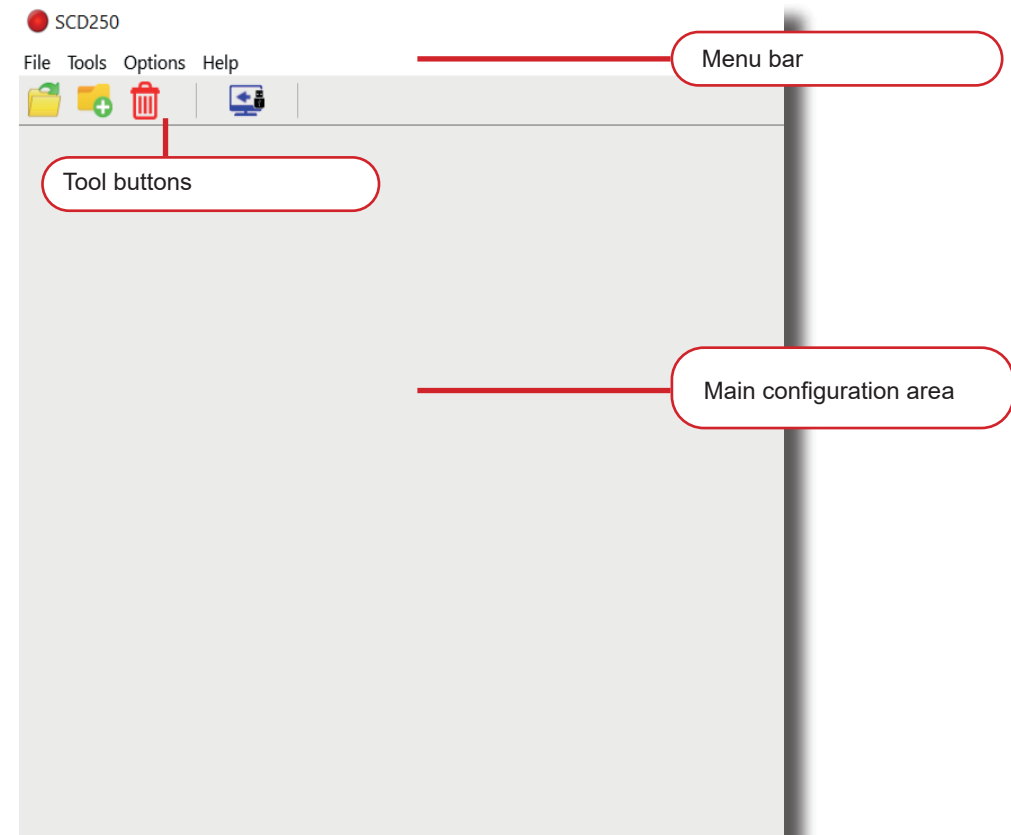 SCD250
File Tools Options Help
Menu bar
Tool buttons
Main configuration area